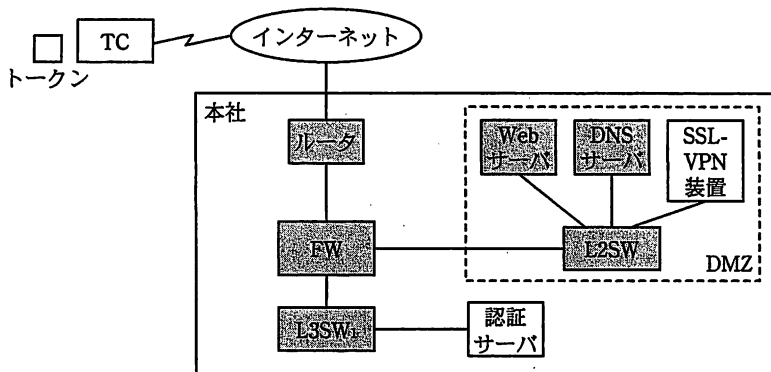 TC
インターネット
トークン
本社
ルータ
Web
サーバ
DNS
サーバ
SSL-
VPN
装置
FW
L2SW
DMZ
L3SW1
認証
サーバ